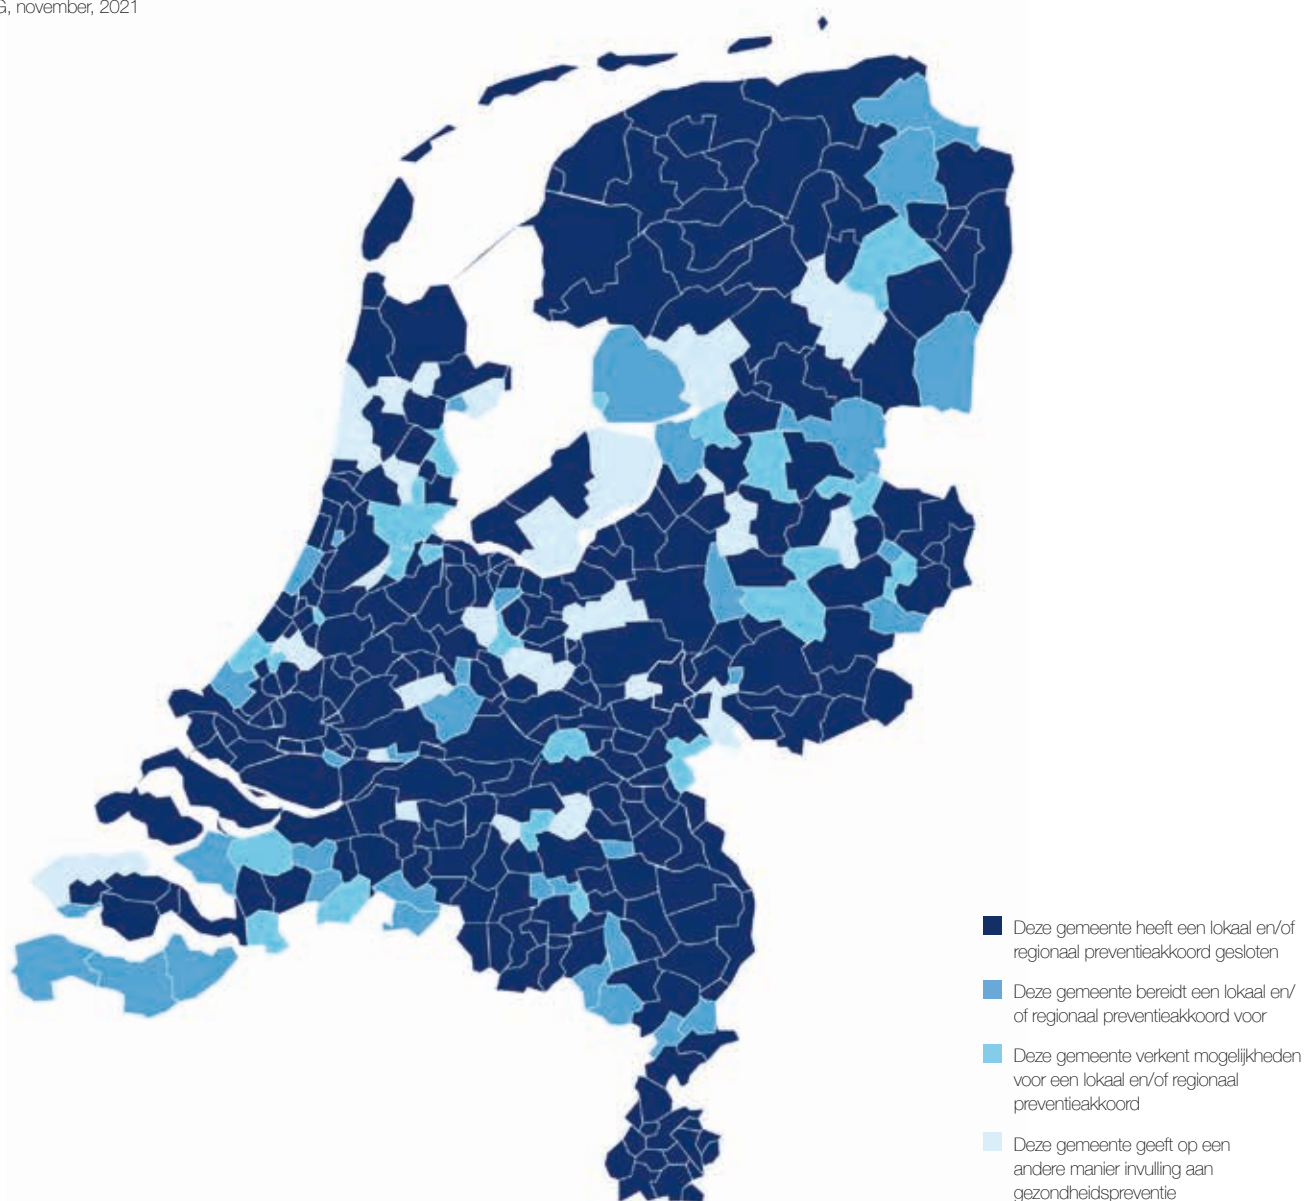 G, november, 2021
Deze gemeente heeft een lokaal en/of
regionaal preventieakkoord gesloten
Deze gemeente bereidt een lokaal en/
of regionaal preventieakkoord voor
Deze gemeente verkent mogelijkheden
voor een lokaal en/of regionaal
preventieakkoord
Deze gemeente geeft op een
andere manier invulling aan
gezondheidspreventie